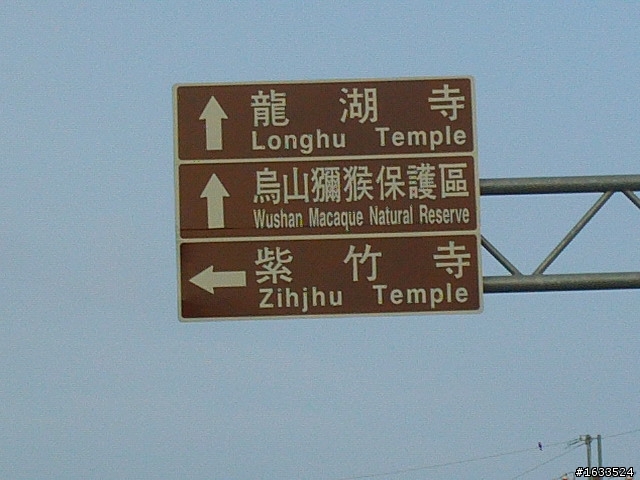 龍湖寺
Longhu Temple
烏山獼猴保護區
Wushan Macaque Natural Reserve
紫竹寺
Zihjhu Temple
#1633524